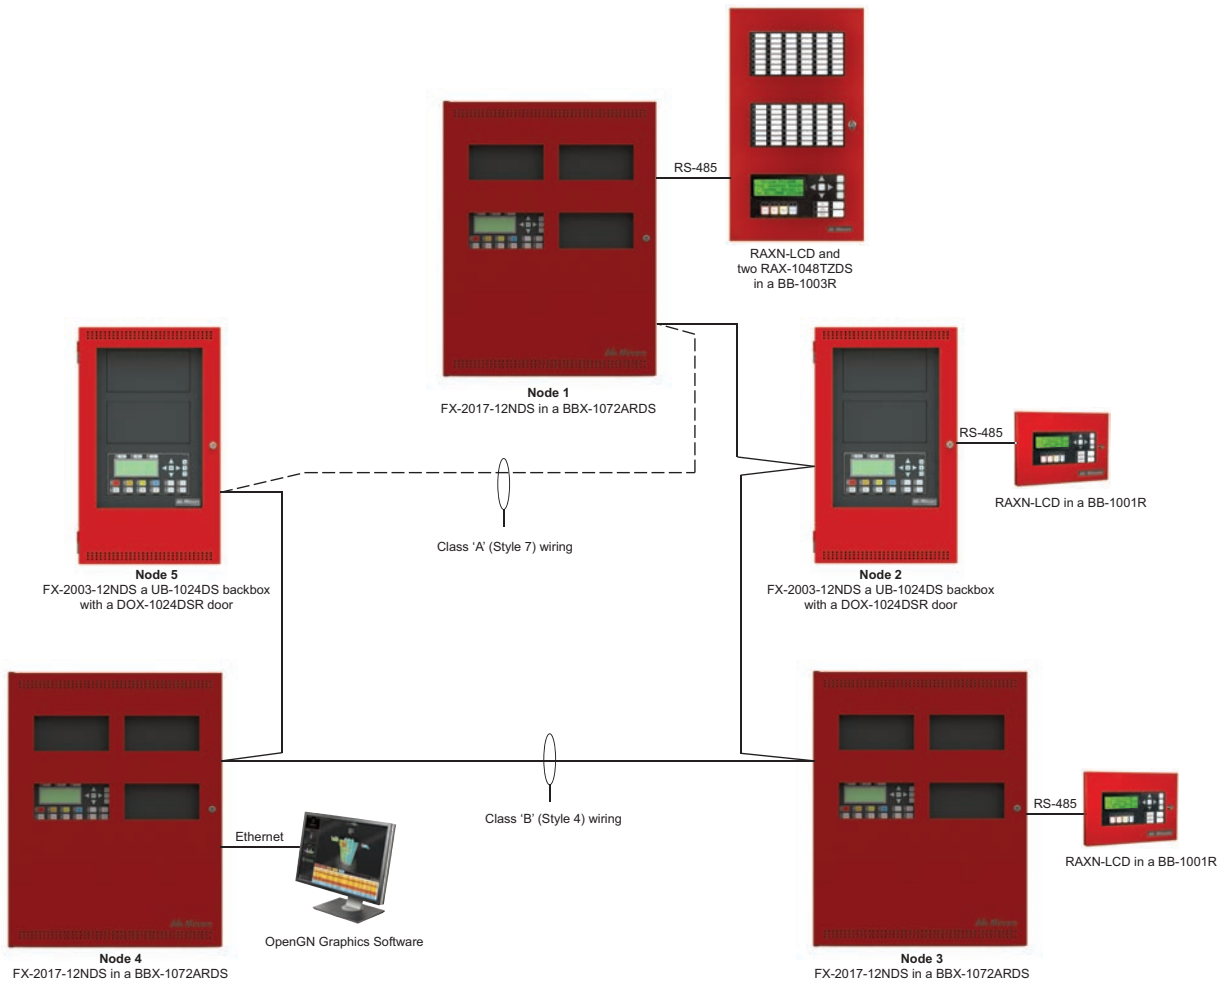 RS-485
RAXN-LCD and
two RAX-1048TZDS
in a BB-1003R
Node 1
FX-2017-12NDS in a BBX-1072ARDS
RS-485
RAXN-LCD in a BB-1001R
Class ‘A’ (Style 7) wiring
Node 5
FX-2003-12NDS a UB-1024DS backbox
with a DOX-1024DSR door
Node 2
FX-2003-12NDS a UB-1024DS backbox
with a DOX-1024DSR door
RS-485
Class ‘B’ (Style 4) wiring
Ethernet
RAXN-LCD in a BB-1001R
OpenGN Graphics Software
Node 4
FX-2017-12NDS in a BBX-1072ARDS
Node 3
FX-2017-12NDS in a BBX-1072ARDS